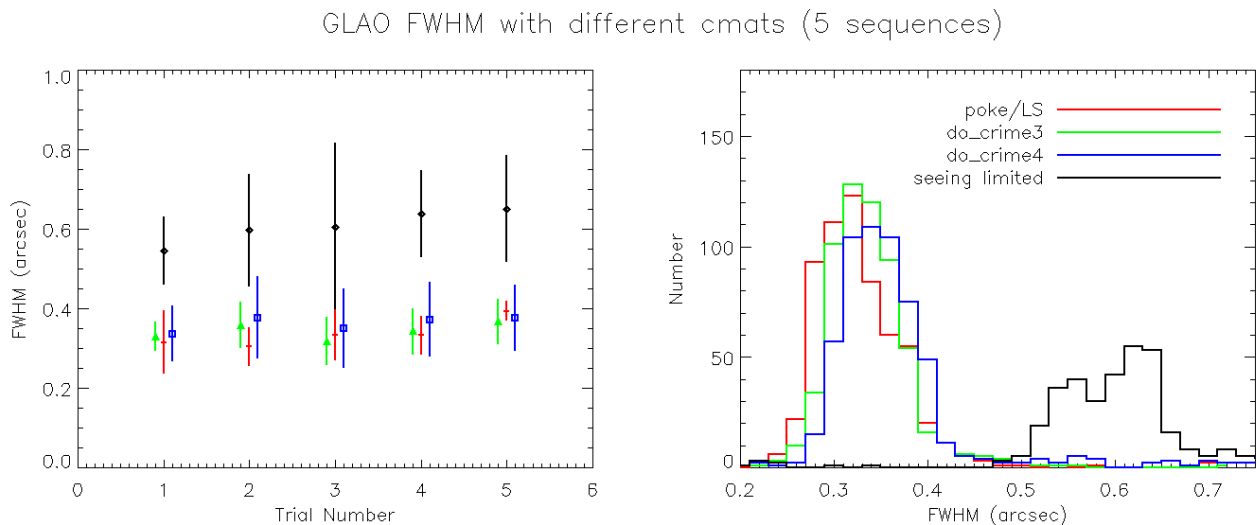 GLAO FWHM with different cmats (5 sequences)
1.0
0.8
0.6
0.4
0.2
0.0
FWHM (arcsec)
0 1 2 3 4 5 6
Trial Number
150
100
50
0
Number
poke/LS
do_crime3
do_crime4
seeing limited
0.2 0.3 0.4 0.5 0.6 0.7
FWHM (arcsec)